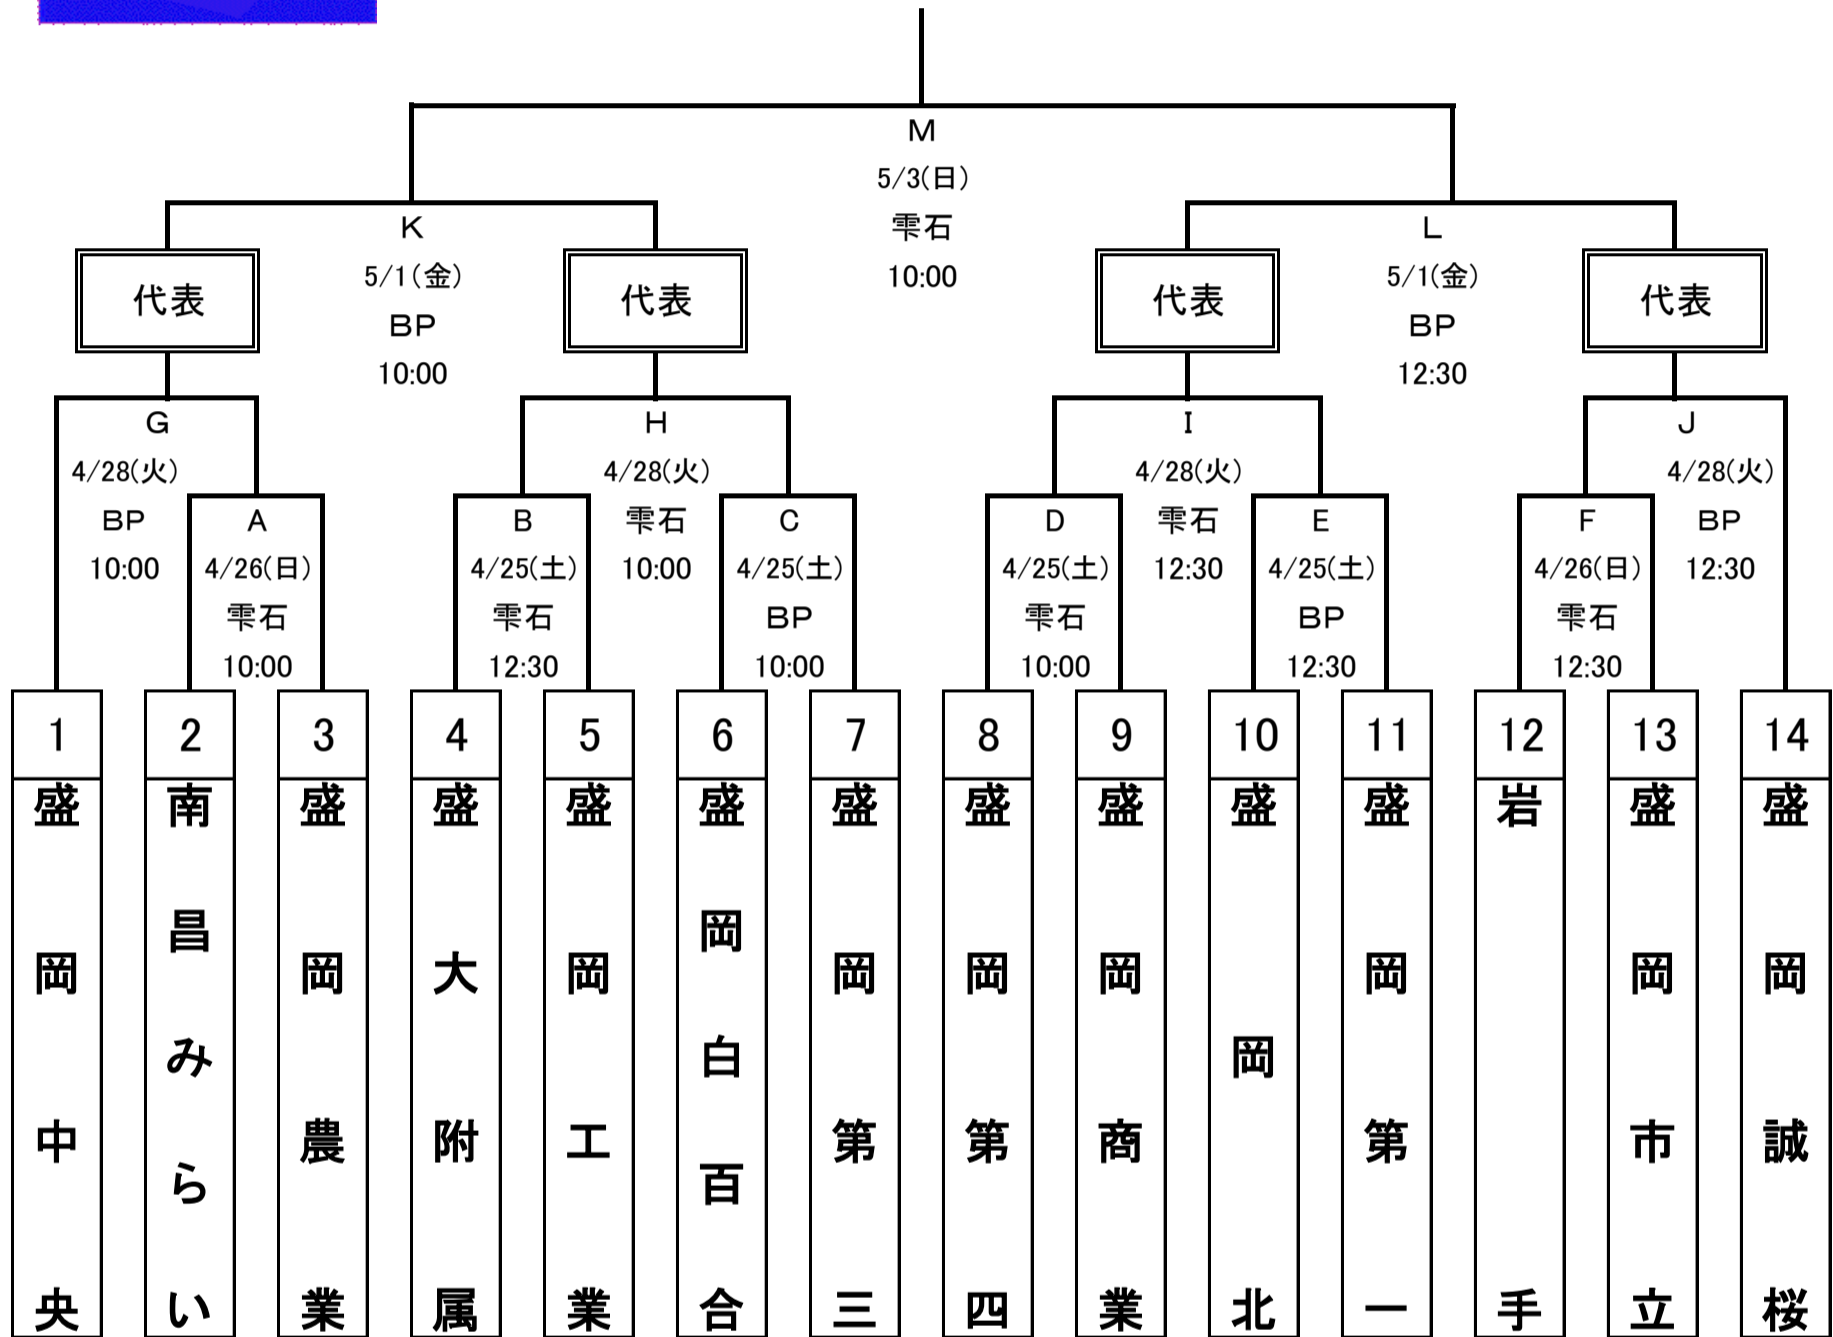 M
5/3(日)
雫石
10:00
K
5/1(金)
BP
10:00
L
5/1(金)
BP
12:30
代表
代表
代表
代表
G
4/28(火)
BP
10:00
H
4/28(火)
雫石
10:00
I
4/28(火)
雫石
12:30
J
4/28(火)
BP
12:30
A
4/26(日)
雫石
10:00
B
4/25(土)
雫石
12:30
C
4/25(土)
BP
10:00
D
4/25(土)
雫石
10:00
E
4/25(土)
BP
12:30
F
4/26(日)
雫石
12:30
1
盛岡中央
2
南昌みらい
3
盛岡農業
4
盛大附属
5
盛岡工業
6
盛岡白百合
7
盛岡第三
8
盛岡第四
9
盛岡商業
10
盛岡北
11
盛岡第一
12
岩手
13
盛岡市立
14
盛岡誠桜